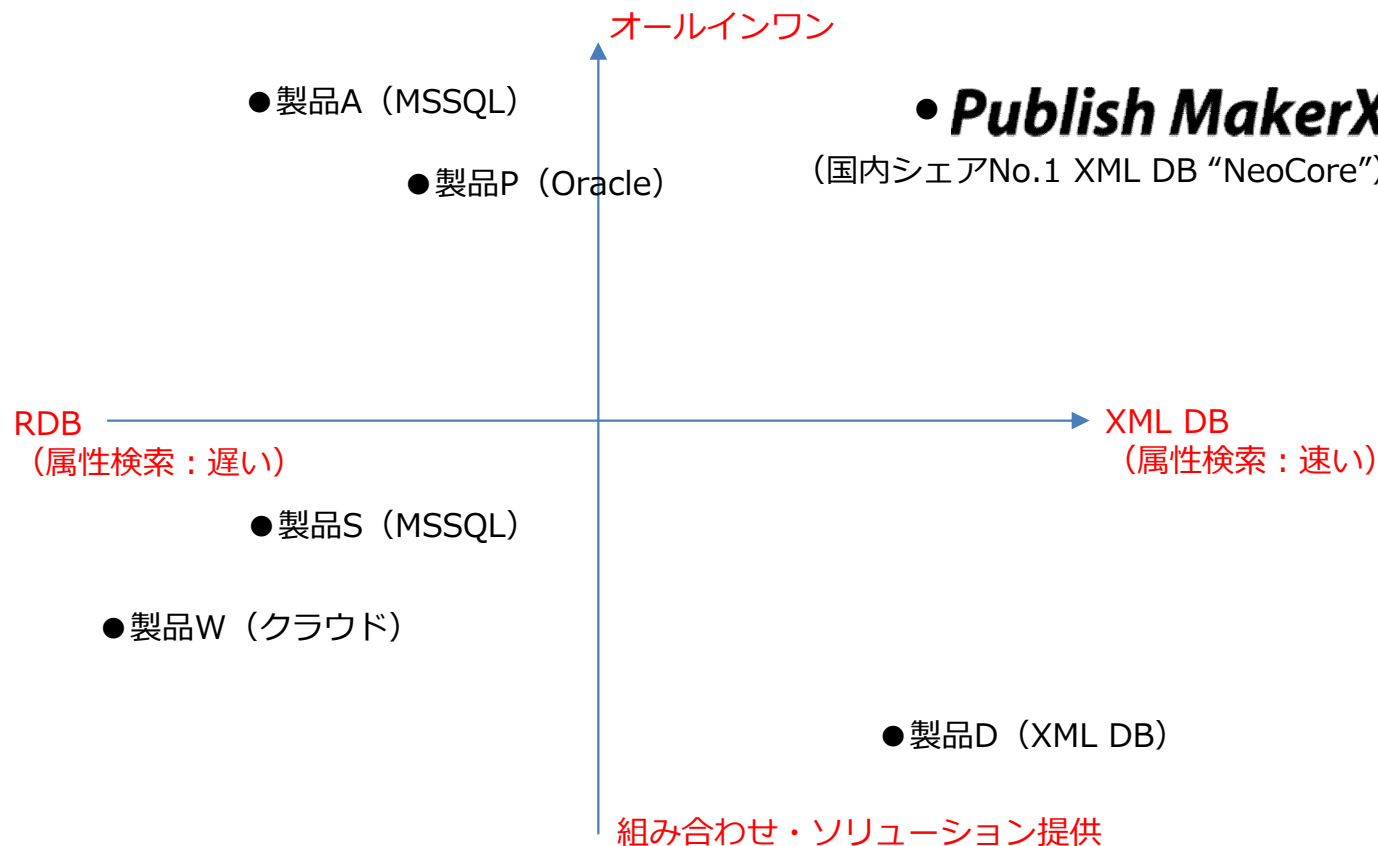 オールインワン
●製品A（MSSQL）
●Publish MakerX
●製品P（Oracle）
（国内シェアNo.1 XML DB “NeoCore”）
RDB
（属性検索：遅い）
XML DB
（属性検索：速い）
●製品S（MSSQL）
●製品W（クラウド）
●製品D（XML DB）
組み合わせ・ソリューション提供